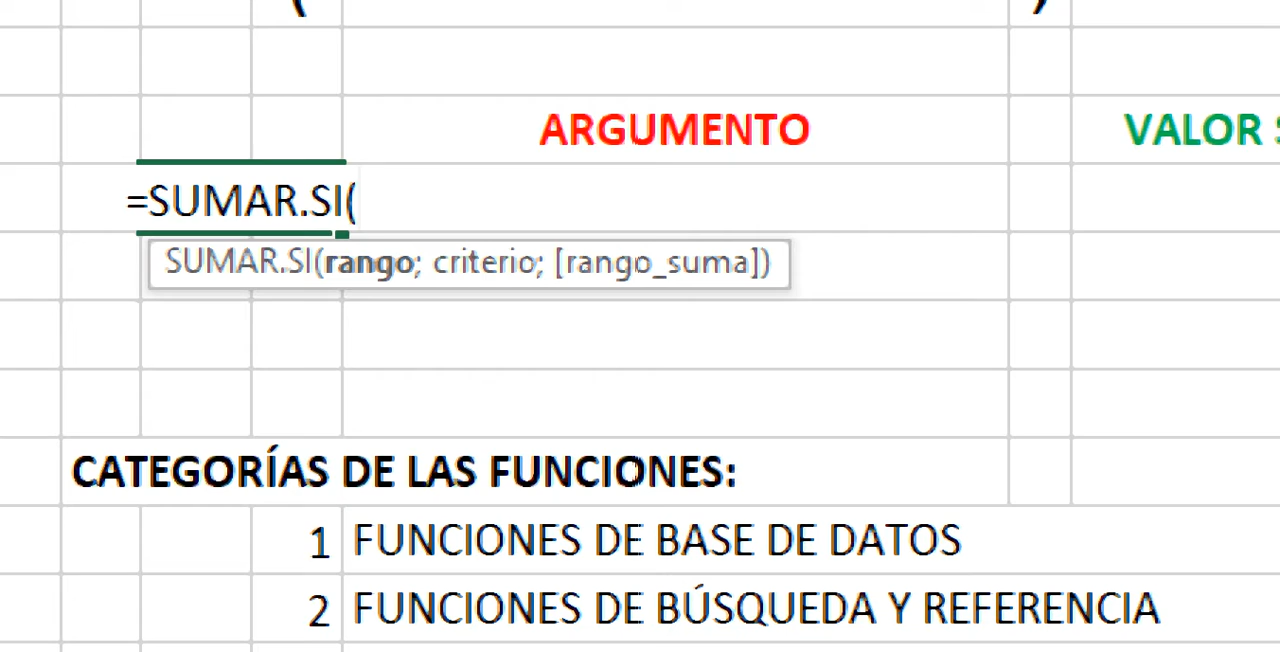 ARGUMENTO
VALOR
=SUMAR.SI(
SUMAR.SI(rango; criterio; [rango_suma])
CATEGORÍAS DE LAS FUNCIONES:
1 FUNCIONES DE BASE DE DATOS
2 FUNCIONES DE BÚSQUEDA Y REFERENCIA